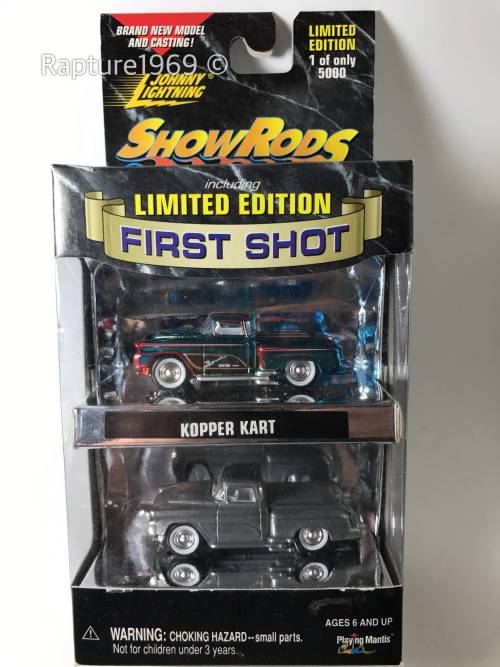 BRAND NEW MODEL
AND CASTING!
Rapture1969 ©
JOHNNY
LIGHTNING
LIMITED
EDITION
1 of only
5000
SHOWRODS
including
LIMITED EDITION
FIRST SHOT
KOPPER KART
WARNING: CHOKING HAZARD--small parts.
Not for children under 3 years.
AGES 6 AND UP
Playing Mantis